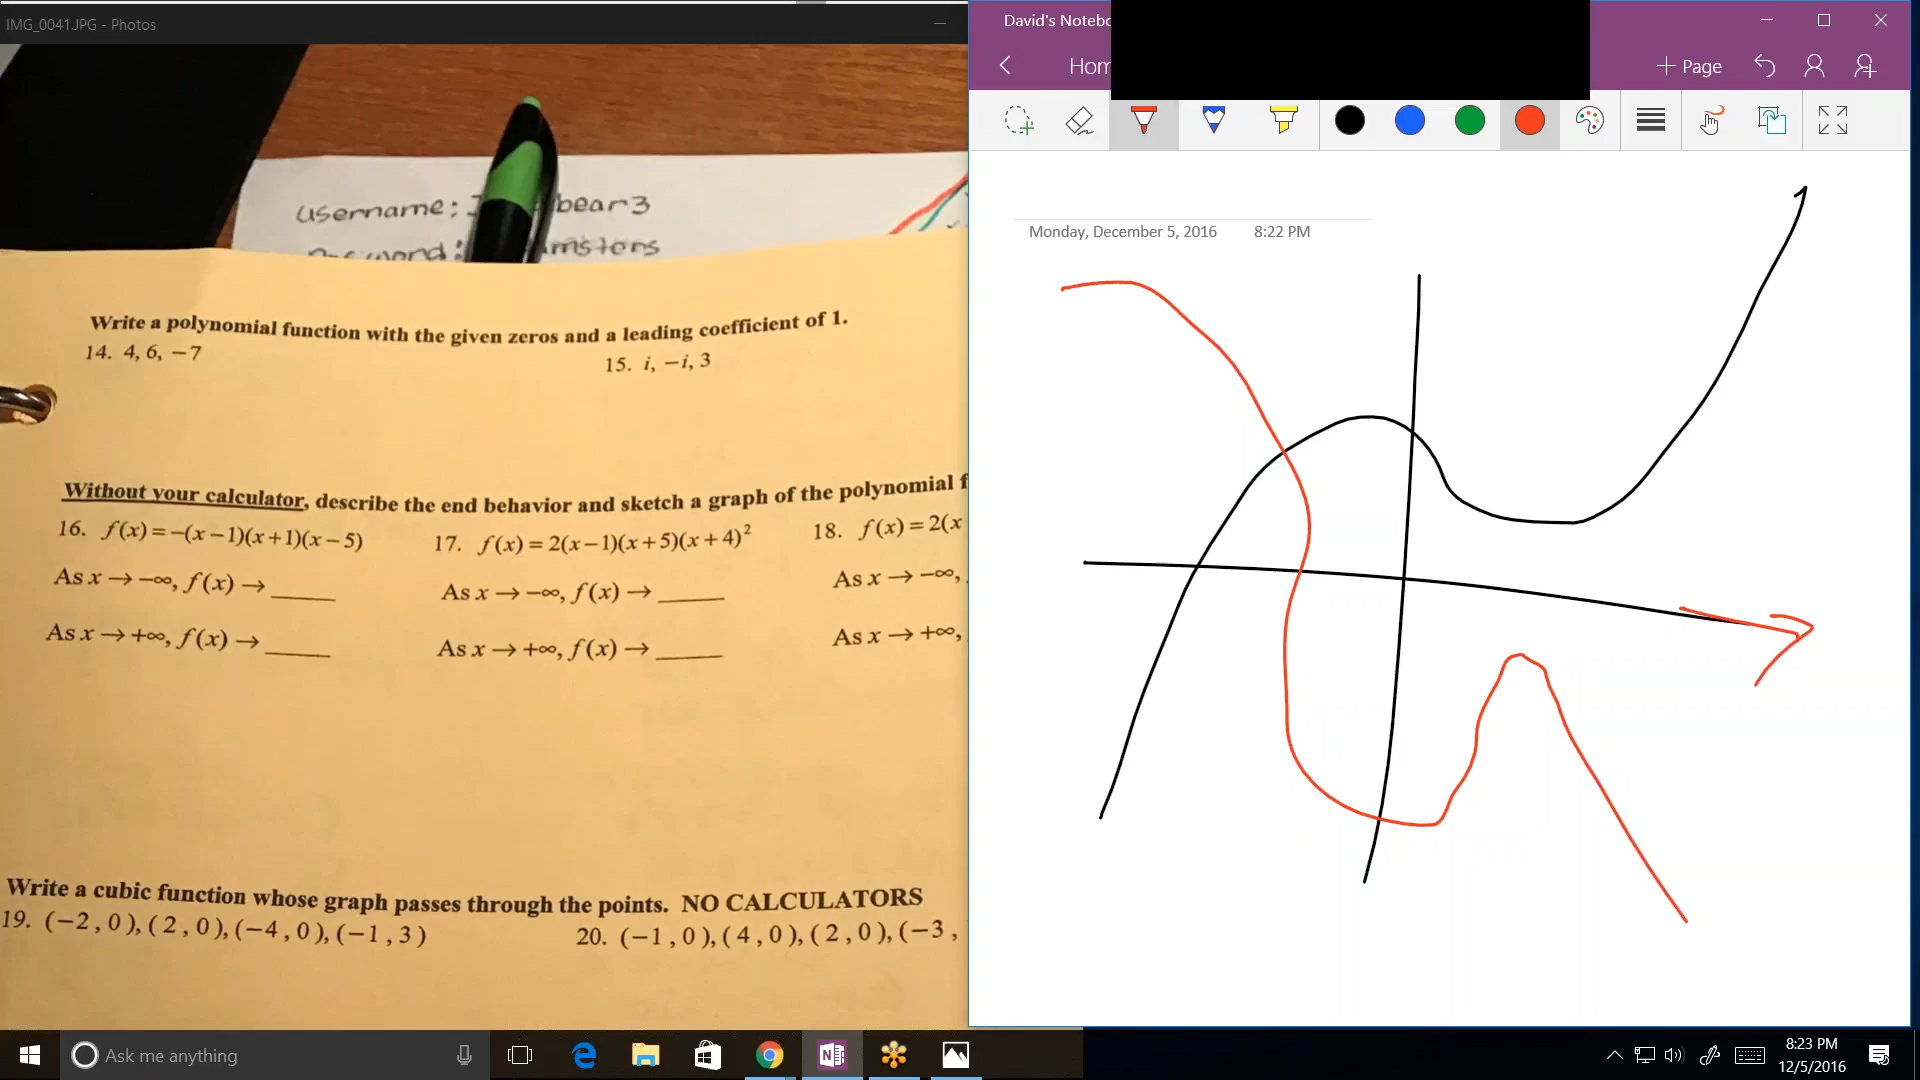 IMG_0041.JPG - Photos
username: bear3
Write a polynomial function with the given zeros and a leading coefficient of 1.
14. 4, 6, −7
15. i, −i, 3
Without your calculator, describe the end behavior and sketch a graph of the polynomial f
16. f(x)=−(x−1)(x+1)(x−5)
17. f(x)=2(x−1)(x+5)(x+4)²
18. f(x)=2(x
As x→−∞, f(x)→_____
As x→−∞, f(x)→_____
As x→−∞,
As x→+∞, f(x)→_____
As x→+∞, f(x)→_____
As x→+∞,
Write a cubic function whose graph passes through the points. NO CALCULATORS
19. (−2,0),(2,0),(−4,0),(−1,3)
20. (−1,0),(4,0),(2,0),(−3,
David's Notebo
Hom
Page
Monday, December 5, 2016 8:22 PM
Ask me anything
8:23 PM
12/5/2016